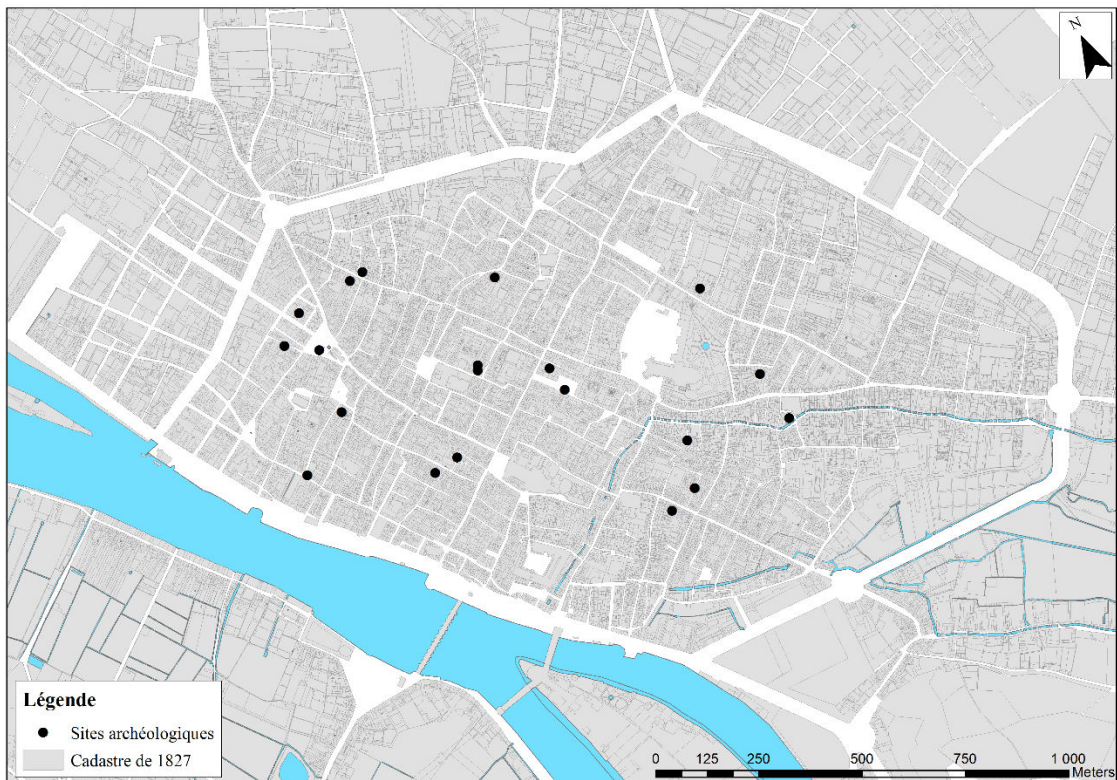 N
Légende
Sites archéologiques
Cadastre de 1827
0 125 250 500 750 1 000
Meters